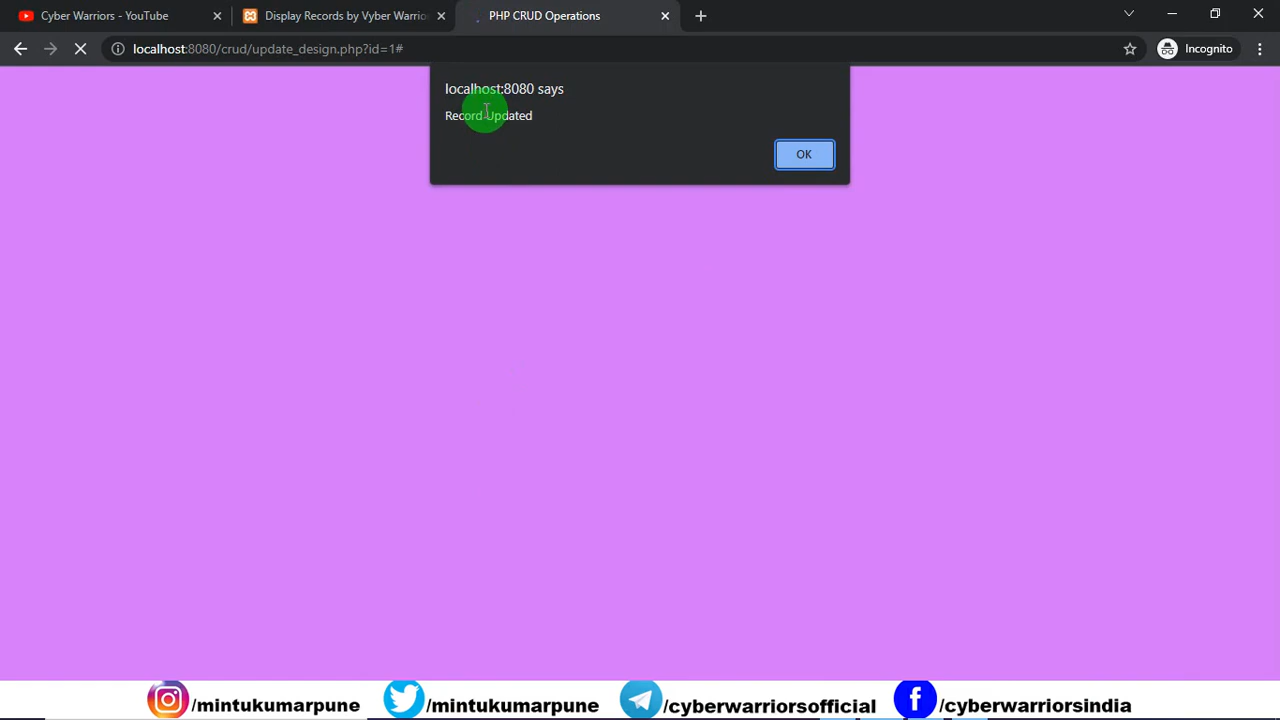 Cyber Warriors - YouTube
Display Records by Vyber Warrio
PHP CRUD Operations
localhost:8080/crud/update_design.php?id=1#
Incognito
localhost:8080 says
Record Updated
OK
/mintukumarpune
/mintukumarpune
/cyberwarriorsofficial
/cyberwarriorsindia